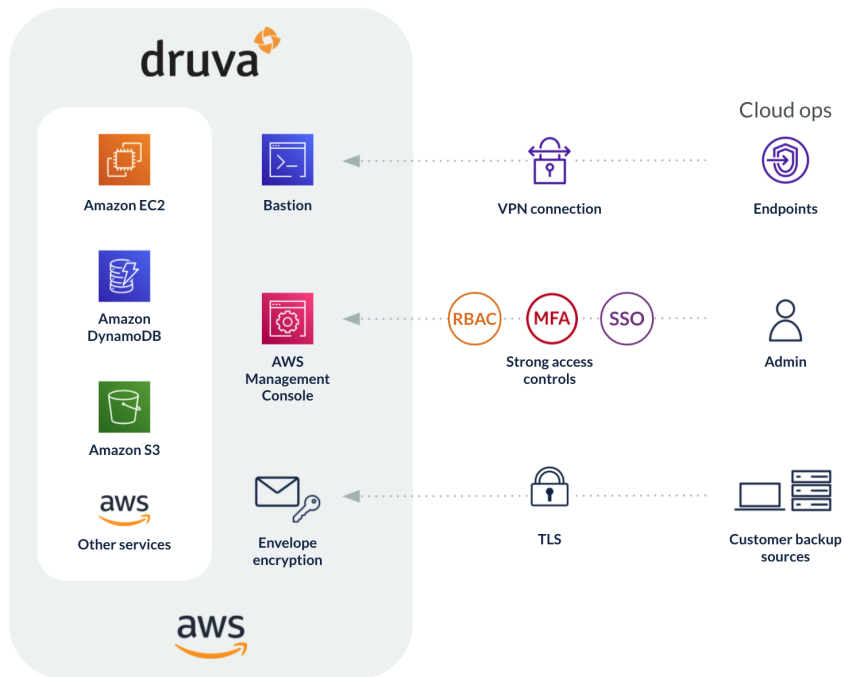 druva
Cloud ops
Amazon EC2
Bastion
VPN connection
Endpoints
Amazon
DynamoDB
AWS
Management
Console
RBAC
MFA
SSO
Strong access
controls
Admin
Amazon S3
aws
Other services
Envelope
encryption
TLS
Customer backup
sources
aws